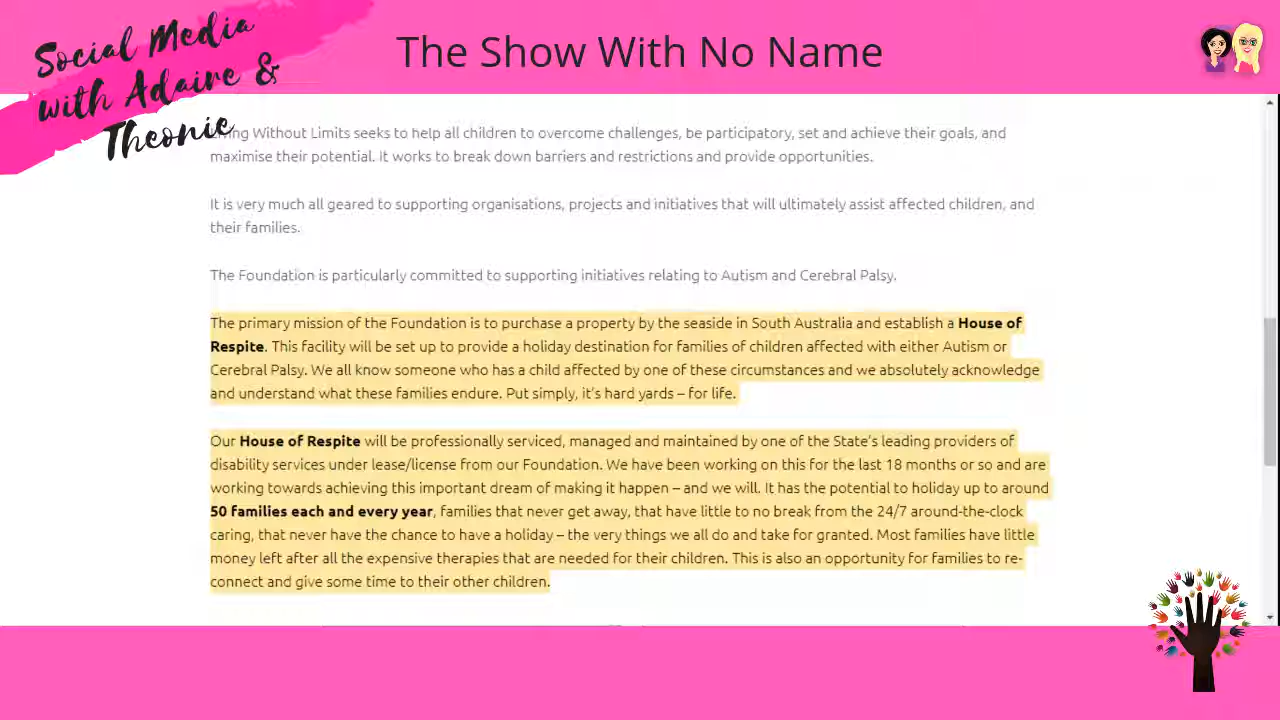 Social Media
with Adaire &
Theonie
The Show With No Name
Living Without Limits seeks to help all children to overcome challenges, be participatory, set and achieve their goals, and
maximise their potential. It works to break down barriers and restrictions and provide opportunities.
It is very much all geared to supporting organisations, projects and initiatives that will ultimately assist affected children, and
their families.
The Foundation is particularly committed to supporting initiatives relating to Autism and Cerebral Palsy.
The primary mission of the Foundation is to purchase a property by the seaside in South Australia and establish a House of
Respite. This facility will be set up to provide a holiday destination for families of children affected with either Autism or
Cerebral Palsy. We all know someone who has a child affected by one of these circumstances and we absolutely acknowledge
and understand what these families endure. Put simply, it's hard yards – for life.
Our House of Respite will be professionally serviced, managed and maintained by one of the State's leading providers of
disability services under lease/license from our Foundation. We have been working on this for the last 18 months or so and are
working towards achieving this important dream of making it happen – and we will. It has the potential to holiday up to around
50 families each and every year, families that never get away, that have little to no break from the 24/7 around-the-clock
caring, that never have the chance to have a holiday – the very things we all do and take for granted. Most families have little
money left after all the expensive therapies that are needed for their children. This is also an opportunity for families to re-
connect and give some time to their other children.